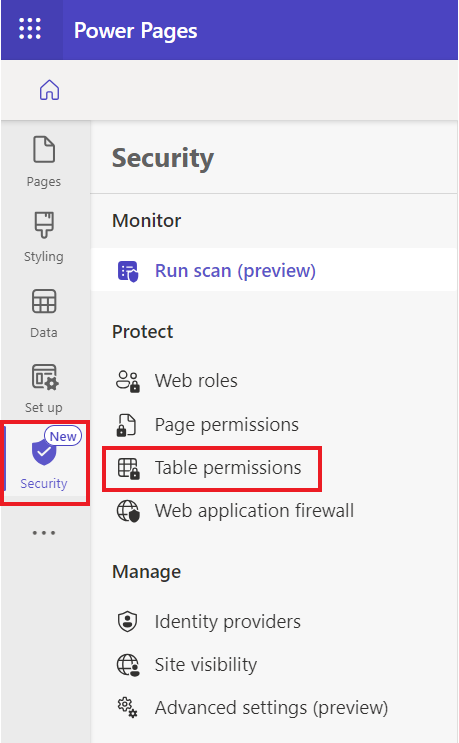 Power Pages
Security
Pages
Styling
Data
Set up
New
Security
Monitor
Run scan (preview)
Protect
Web roles
Page permissions
Table permissions
Web application firewall
Manage
Identity providers
Site visibility
Advanced settings (preview)